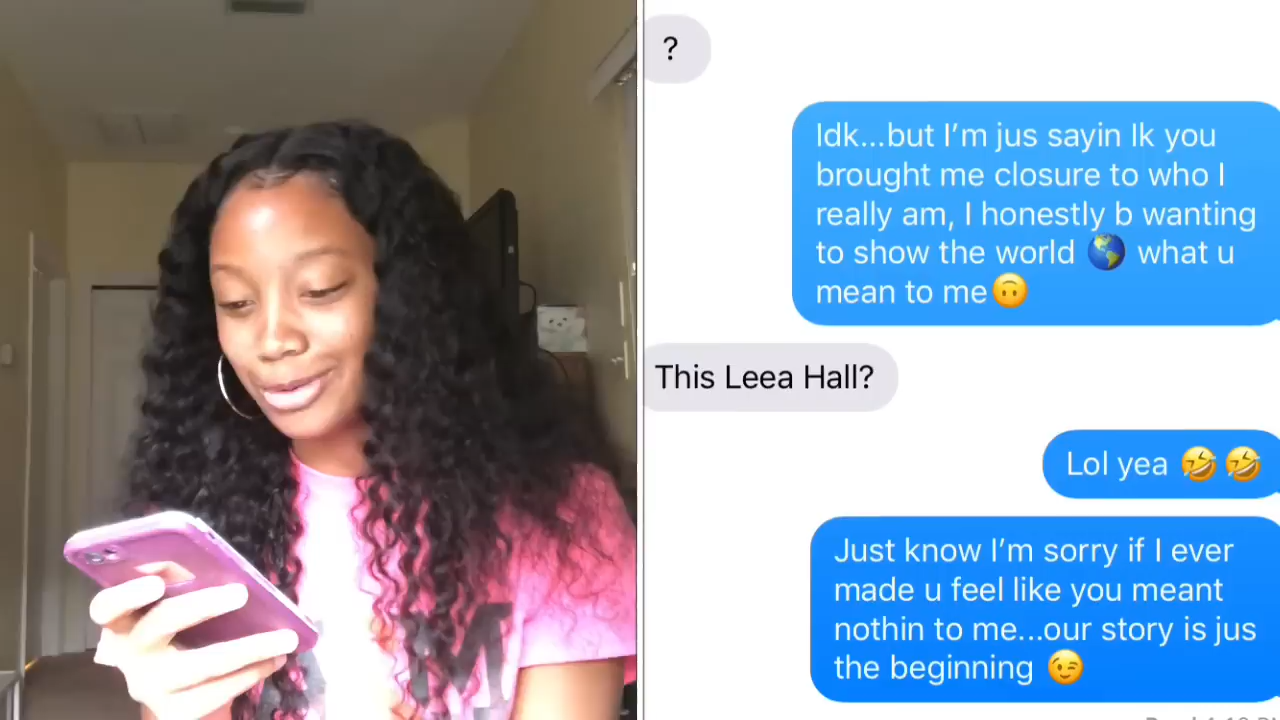 ?
Idk...but I'm jus sayin Ik you
brought me closure to who I
really am, I honestly b wanting
to show the world 🌎 what u
mean to me🙃
This Leea Hall?
Lol yea 🤣🤣
Just know I'm sorry if I ever
made u feel like you meant
nothin to me...our story is jus
the beginning 😉